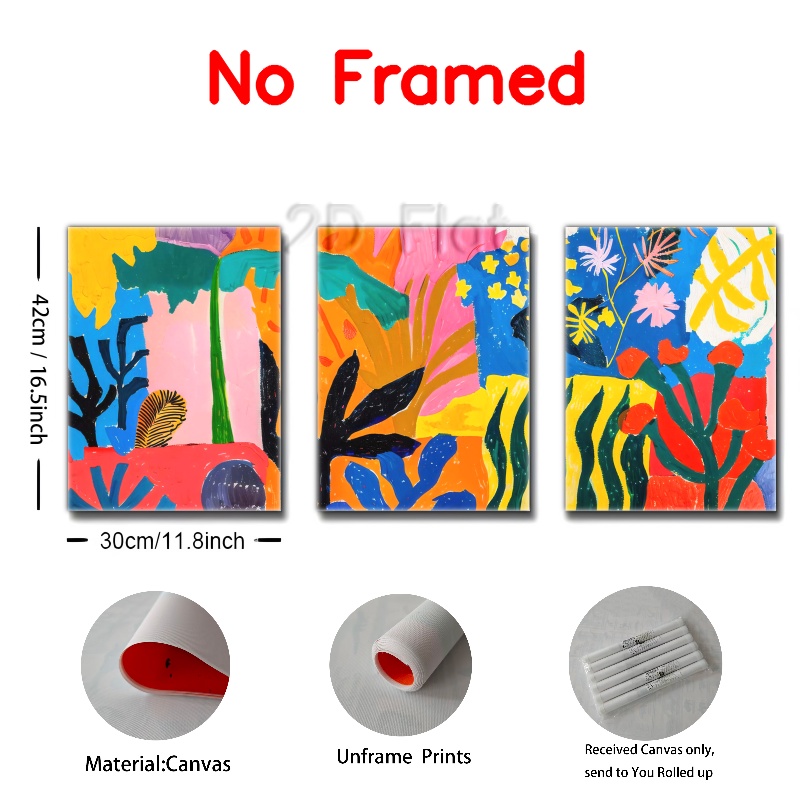 No Framed
2D Flat
42cm / 16.5inch
30cm/11.8inch
Material:Canvas
Unframe Prints
Received Canvas only,
send to You Rolled up